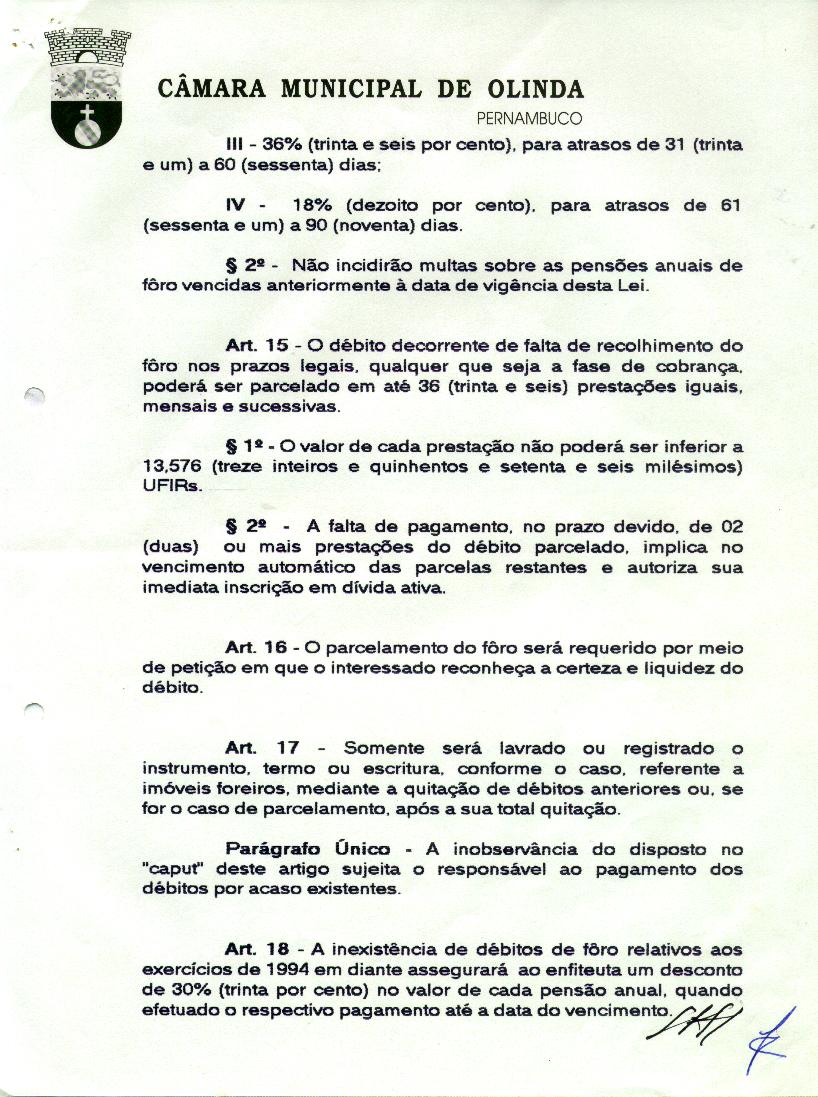 CÂMARA MUNICIPAL DE OLINDA
PERNAMBUCO
III - 36% (trinta e seis por cento), para atrasos de 31 (trinta
e um) a 60 (sessenta) dias;
IV - 18% (dezoito por cento), para atrasos de 61
(sessenta e um) a 90 (noventa) dias.
§ 2º - Não incidirão multas sobre as pensões anuais de
fôro vencidas anteriormente à data de vigência desta Lei.
Art. 15 - O débito decorrente de falta de recolhimento do
fôro nos prazos legais, qualquer que seja a fase de cobrança,
poderá ser parcelado em até 36 (trinta e seis) prestações iguais,
mensais e sucessivas.
§ 1º - O valor de cada prestação não poderá ser inferior a
13,576 (treze inteiros e quinhentos e setenta e seis milésimos)
UFIRs.
§ 2º - A falta de pagamento, no prazo devido, de 02
(duas) ou mais prestações do débito parcelado, implica no
vencimento automático das parcelas restantes e autoriza sua
imediata inscrição em dívida ativa.
Art. 16 - O parcelamento do fôro será requerido por meio
de petição em que o interessado reconheça a certeza e liquidez do
débito.
Art. 17 - Somente será lavrado ou registrado o
instrumento, termo ou escritura, conforme o caso, referente a
imóveis foreiros, mediante a quitação de débitos anteriores ou, se
for o caso de parcelamento, após a sua total quitação.
Parágrafo Único - A inobservância do disposto no
"caput" deste artigo sujeita o responsável ao pagamento dos
débitos por acaso existentes.
Art. 18 - A inexistência de débitos de fôro relativos aos
exercícios de 1994 em diante assegurará ao enfiteuta um desconto
de 30% (trinta por cento) no valor de cada pensão anual, quando
efetuado o respectivo pagamento até a data do vencimento.